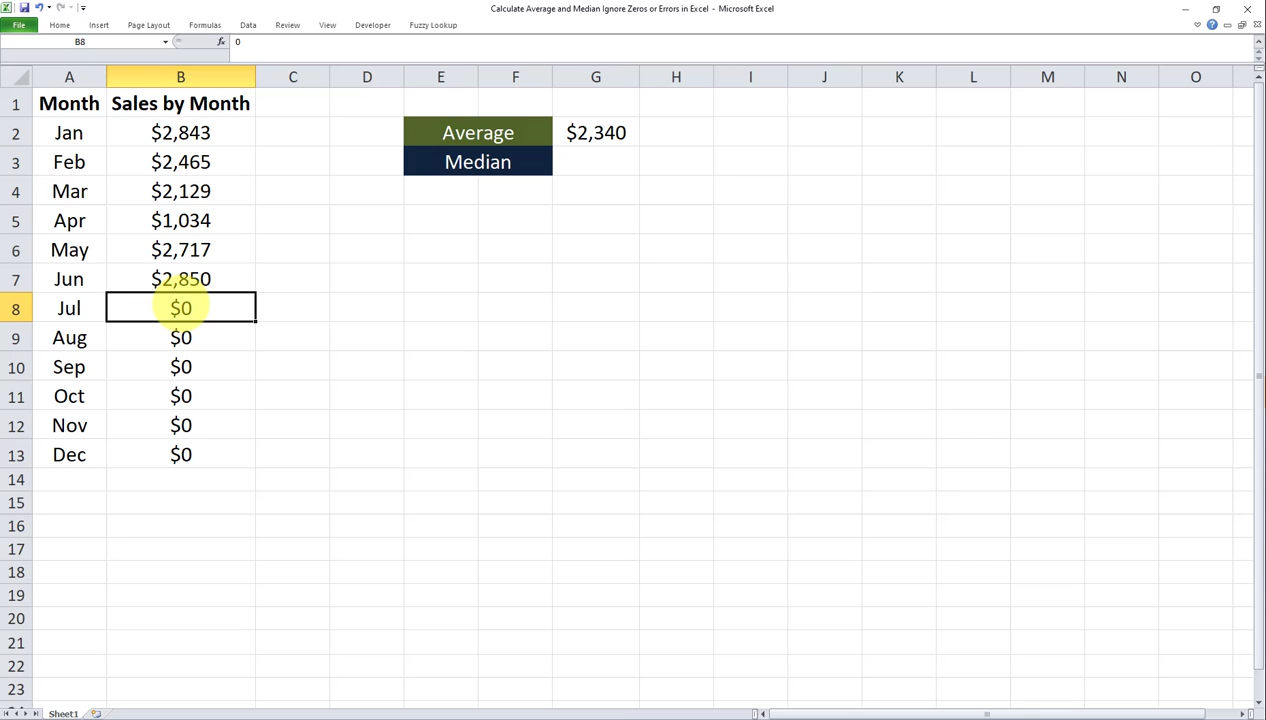 Calculate Average and Median Ignore Zeros or Errors in Excel - Microsoft Excel
File Home Insert Page Layout Formulas Data Review View Developer Fuzzy Lookup
B8 fx 0
A B C D E F G H I J K L M N O
1 Month Sales by Month
2 Jan $2,843 Average $2,340
3 Feb $2,465 Median
4 Mar $2,129
5 Apr $1,034
6 May $2,717
7 Jun $2,850
8 Jul $0
9 Aug $0
10 Sep $0
11 Oct $0
12 Nov $0
13 Dec $0
14
15
16
17
18
19
20
21
22
23
Sheet1